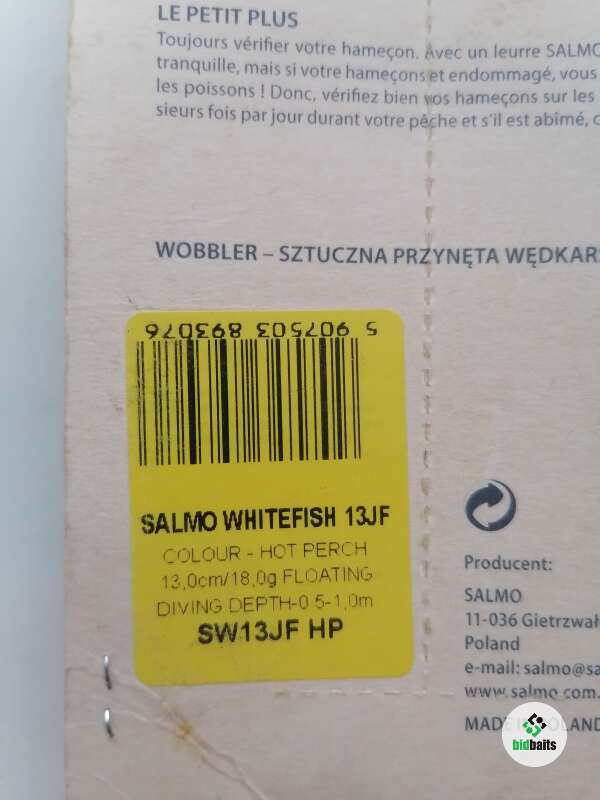 LE PETIT PLUS
Toujours vérifier votre hameçon. Avec un leurre SALMO
tranquille, mais si votre hameçons et endommagé, vous
les poissons ! Donc, vérifiez bien vos hameçons sur les
sieurs fois par jour durant votre pêche et s'il est abîmé, c
WOBBLER – SZTUCZNA PRZYNĘTA WĘDKAR
5 907503 893076
SALMO WHITEFISH 13JF
COLOUR - HOT PERCH
13,0cm/18,0g FLOATING
DIVING DEPTH-0 5-1,0m
SW13JF HP
Producent:
SALMO
11-036 Gietrzwał
Poland
e-mail: salmo@sa
www.salmo.com.
MADE IN POLAND
bidbaits